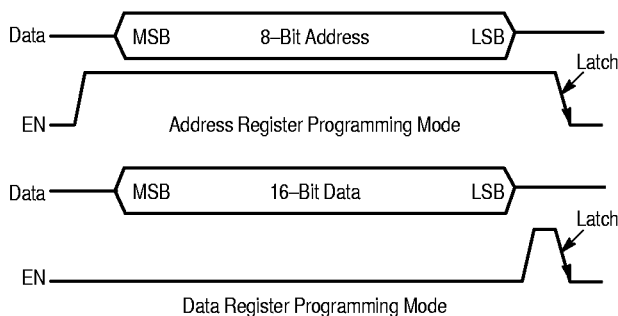 Data MSB 8–Bit Address LSB
Latch
EN Address Register Programming Mode
Data MSB 16–Bit Data LSB
Latch
EN
Data Register Programming Mode